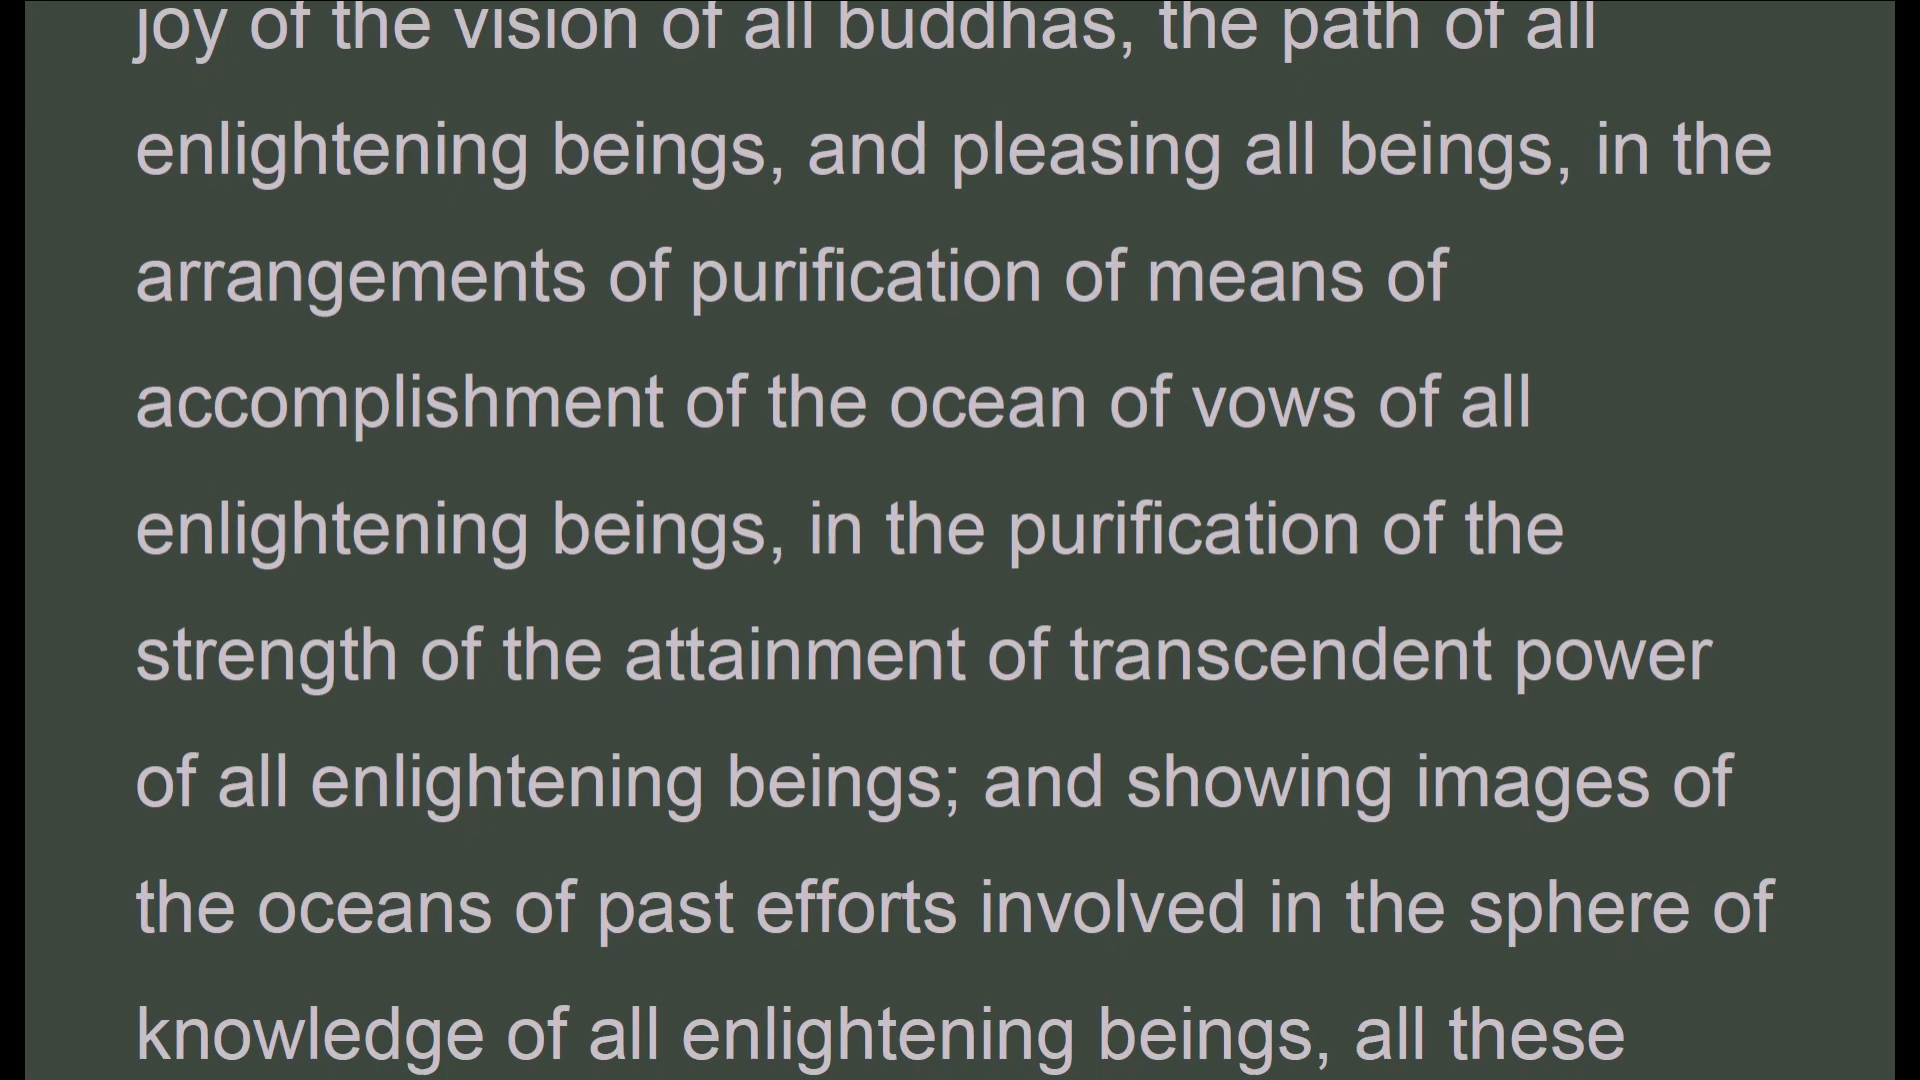 joy of the vision of all buddhas, the path of all
enlightening beings, and pleasing all beings, in the
arrangements of purification of means of
accomplishment of the ocean of vows of all
enlightening beings, in the purification of the
strength of the attainment of transcendent power
of all enlightening beings; and showing images of
the oceans of past efforts involved in the sphere of
knowledge of all enlightening beings, all these